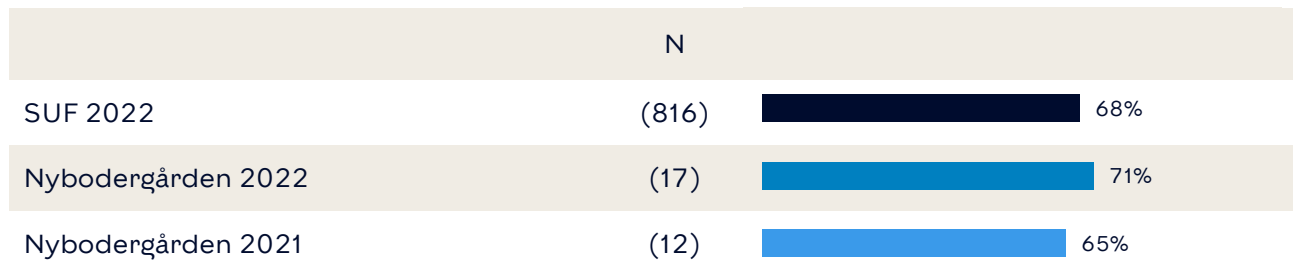 N
SUF 2022 (816) 68%
Nybodergården 2022 (17) 71%
Nybodergården 2021 (12) 65%